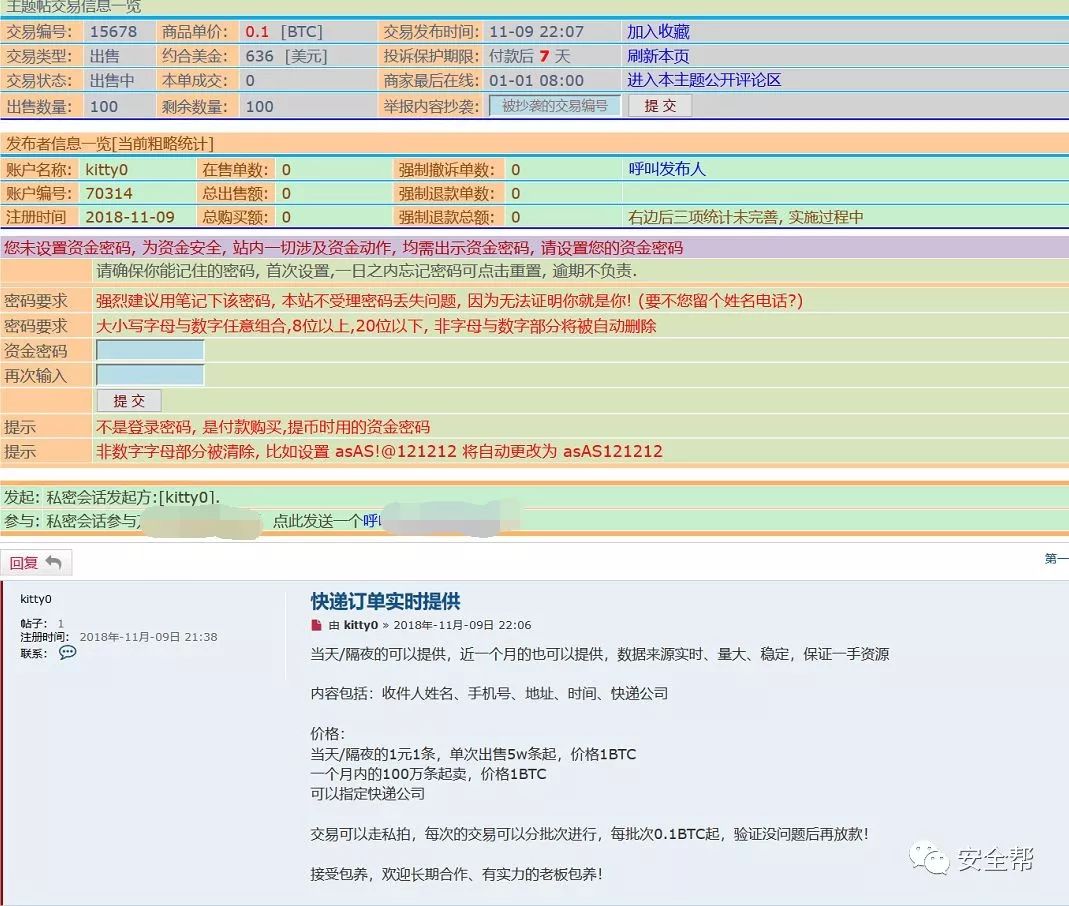 主题帖交易信息一览
交易编号: 15678 商品单价: 0.1 [BTC] 交易发布时间: 11-09 22:07 加入收藏
交易类型: 出售 约合美金: 636 [美元] 投诉保护期限: 付款后 7 天 刷新本页
交易状态: 出售中 本单成交: 0 商家最后在线: 01-01 08:00 进入本主题公开评论区
出售数量: 100 剩余数量: 100 举报内容抄袭: 被抄袭的交易编号 提 交
发布者信息一览[当前粗略统计]
账户名称: kitty0 在售单数: 0 强制撤诉单数: 0 呼叫发布人
账户编号: 70314 总出售额: 0 强制退款单数: 0
注册时间 2018-11-09 总购买额: 0 强制退款总额: 0 右边后三项统计未完善, 实施过程中
您未设置资金密码, 为资金安全, 站内一切涉及资金动作, 均需出示资金密码, 请设置您的资金密码
请确保你能记住的密码, 首次设置,一日之内忘记密码可点击重置, 逾期不负责.
密码要求 强烈建议用笔记下该密码, 本站不受理密码丢失问题, 因为无法证明你就是你! (要不您留个姓名电话?)
密码要求 大小写字母与数字任意组合,8位以上,20位以下, 非字母与数字部分将被自动删除
资金密码
再次输入
提 交
提示 不是登录密码, 是付款购买,提币时用的资金密码
提示 非数字字母部分被清除, 比如设置 asAS!@121212 将自动更改为 asAS121212
发起: 私密会话发起方:[kitty0].
参与: 私密会话参与 点此发送一个呼
回复
第一
kitty0
帖子: 1
注册时间: 2018年-11月-09日 21:38
联系:
快递订单实时提供
由 kitty0 » 2018年-11月-09日 22:06
当天/隔夜的可以提供，近一个月的也可以提供，数据来源实时、量大、稳定，保证一手资源
内容包括：收件人姓名、手机号、地址、时间、快递公司
价格：
当天/隔夜的1元1条，单次出售5w条起，价格1BTC
一个月内的100万条起卖，价格1BTC
可以指定快递公司
交易可以走私拍，每次的交易可以分批次进行，每批次0.1BTC起，验证没问题后再放款！
接受包养，欢迎长期合作、有实力的老板包养！
安全帮